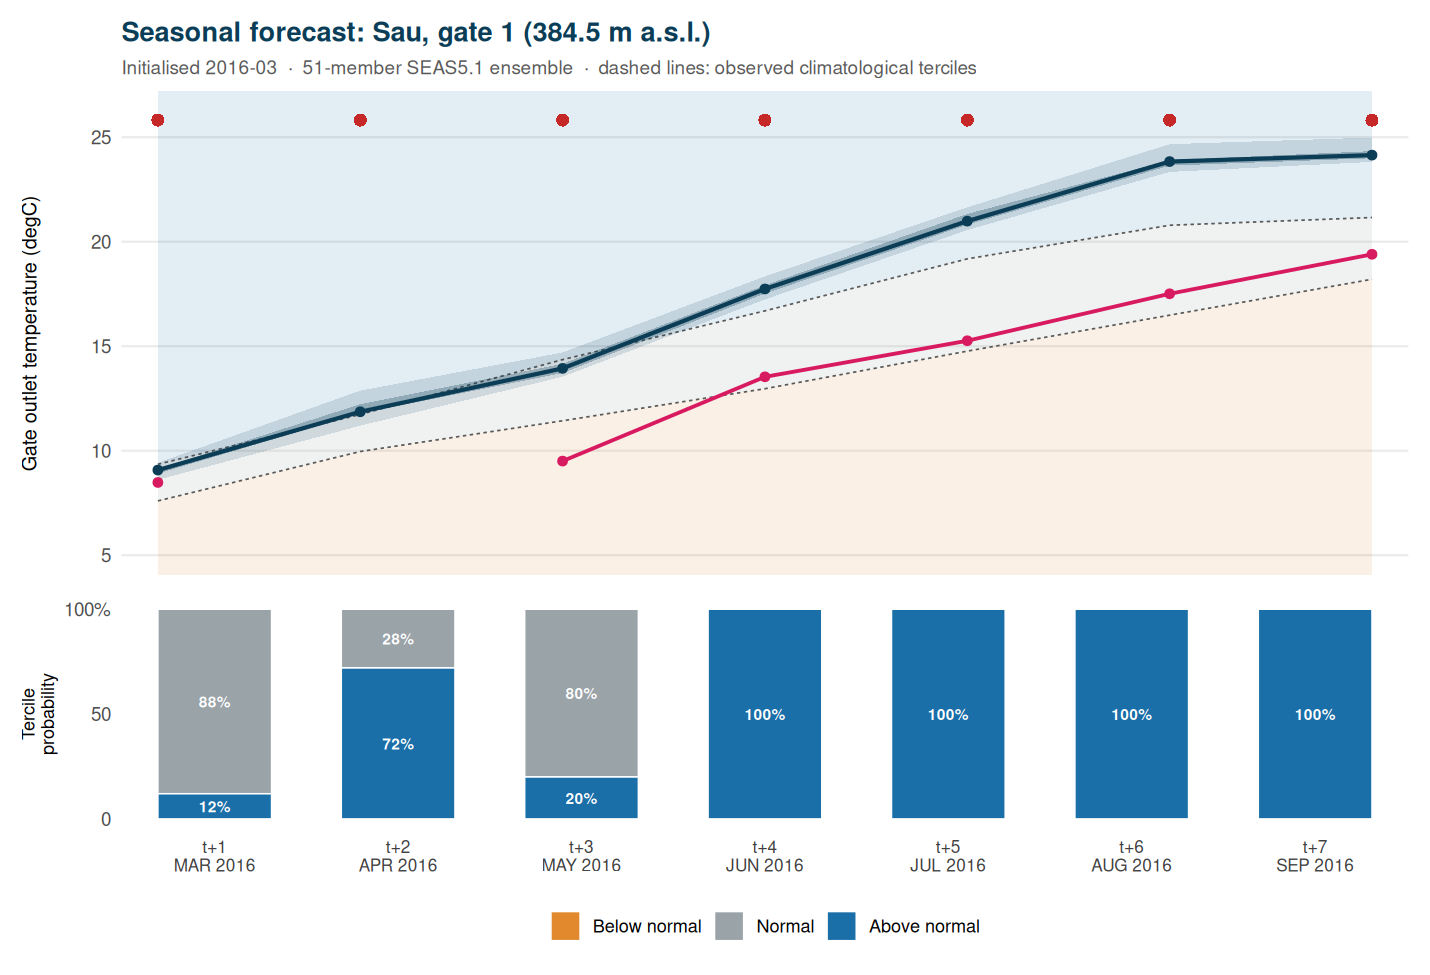 Seasonal forecast: Sau, gate 1 (384.5 m a.s.l.)
Initialised 2016-03 · 51-member SEAS5.1 ensemble · dashed lines: observed climatological terciles
Gate outlet temperature (degC)
25
20
15
10
5
Tercile
probability
100%
50
0
88%
12%
28%
72%
80%
20%
100%
100%
100%
100%
t+1
MAR 2016
t+2
APR 2016
t+3
MAY 2016
t+4
JUN 2016
t+5
JUL 2016
t+6
AUG 2016
t+7
SEP 2016
Below normal
Normal
Above normal